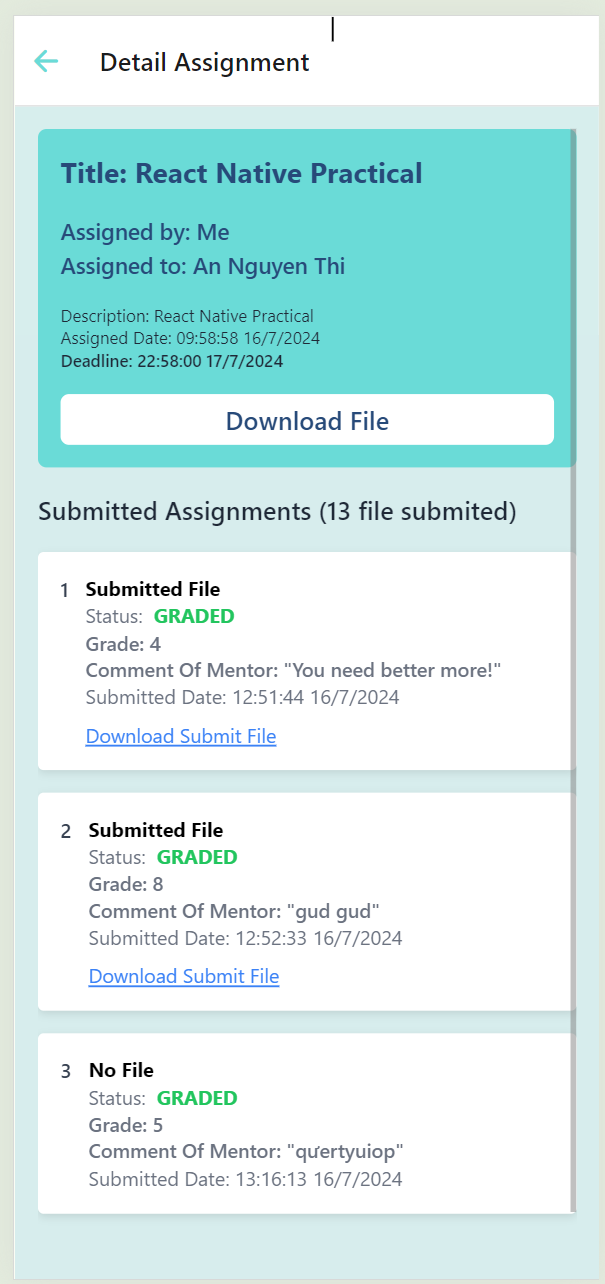 Detail Assignment
Title: React Native Practical
Assigned by: Me
Assigned to: An Nguyen Thi
Description: React Native Practical
Assigned Date: 09:58:58 16/7/2024
Deadline: 22:58:00 17/7/2024
Download File
Submitted Assignments (13 file submited)
1 Submitted File
Status: GRADED
Grade: 4
Comment Of Mentor: "You need better more!"
Submitted Date: 12:51:44 16/7/2024
Download Submit File
2 Submitted File
Status: GRADED
Grade: 8
Comment Of Mentor: "gud gud"
Submitted Date: 12:52:33 16/7/2024
Download Submit File
3 No File
Status: GRADED
Grade: 5
Comment Of Mentor: "qưertyuiop"
Submitted Date: 13:16:13 16/7/2024